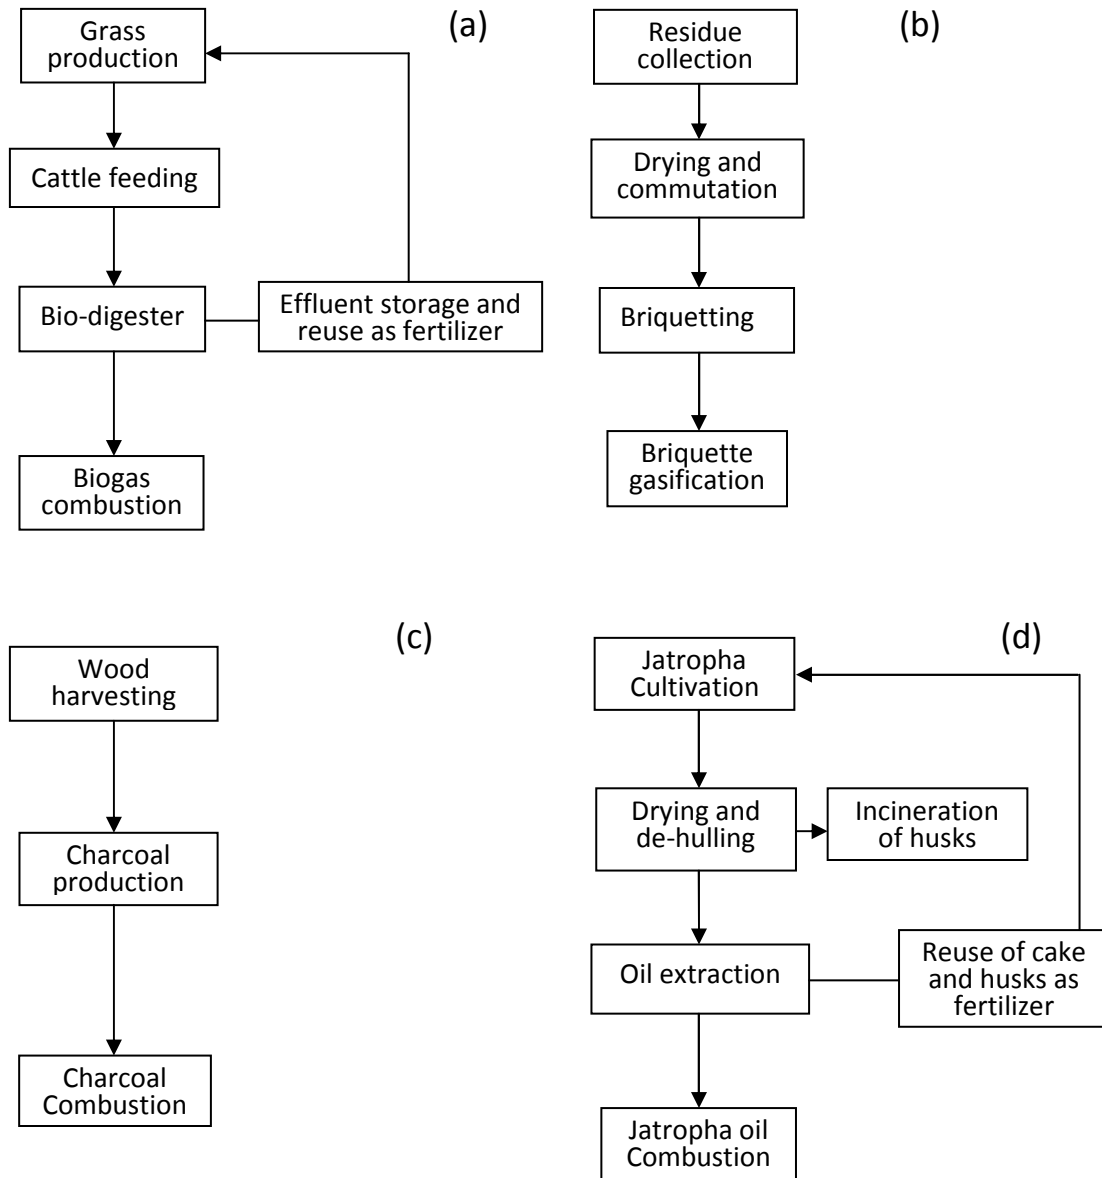 (a)
Grass
production
Cattle feeding
Bio-digester
Effluent storage and
reuse as fertilizer
Biogas
combustion
(b)
Residue
collection
Drying and
commutation
Briquetting
Briquette
gasification
(c)
Wood
harvesting
Charcoal
production
Charcoal
Combustion
(d)
Jatropha
Cultivation
Drying and
de-hulling
Incineration
of husks
Oil extraction
Reuse of cake
and husks as
fertilizer
Jatropha oil
Combustion